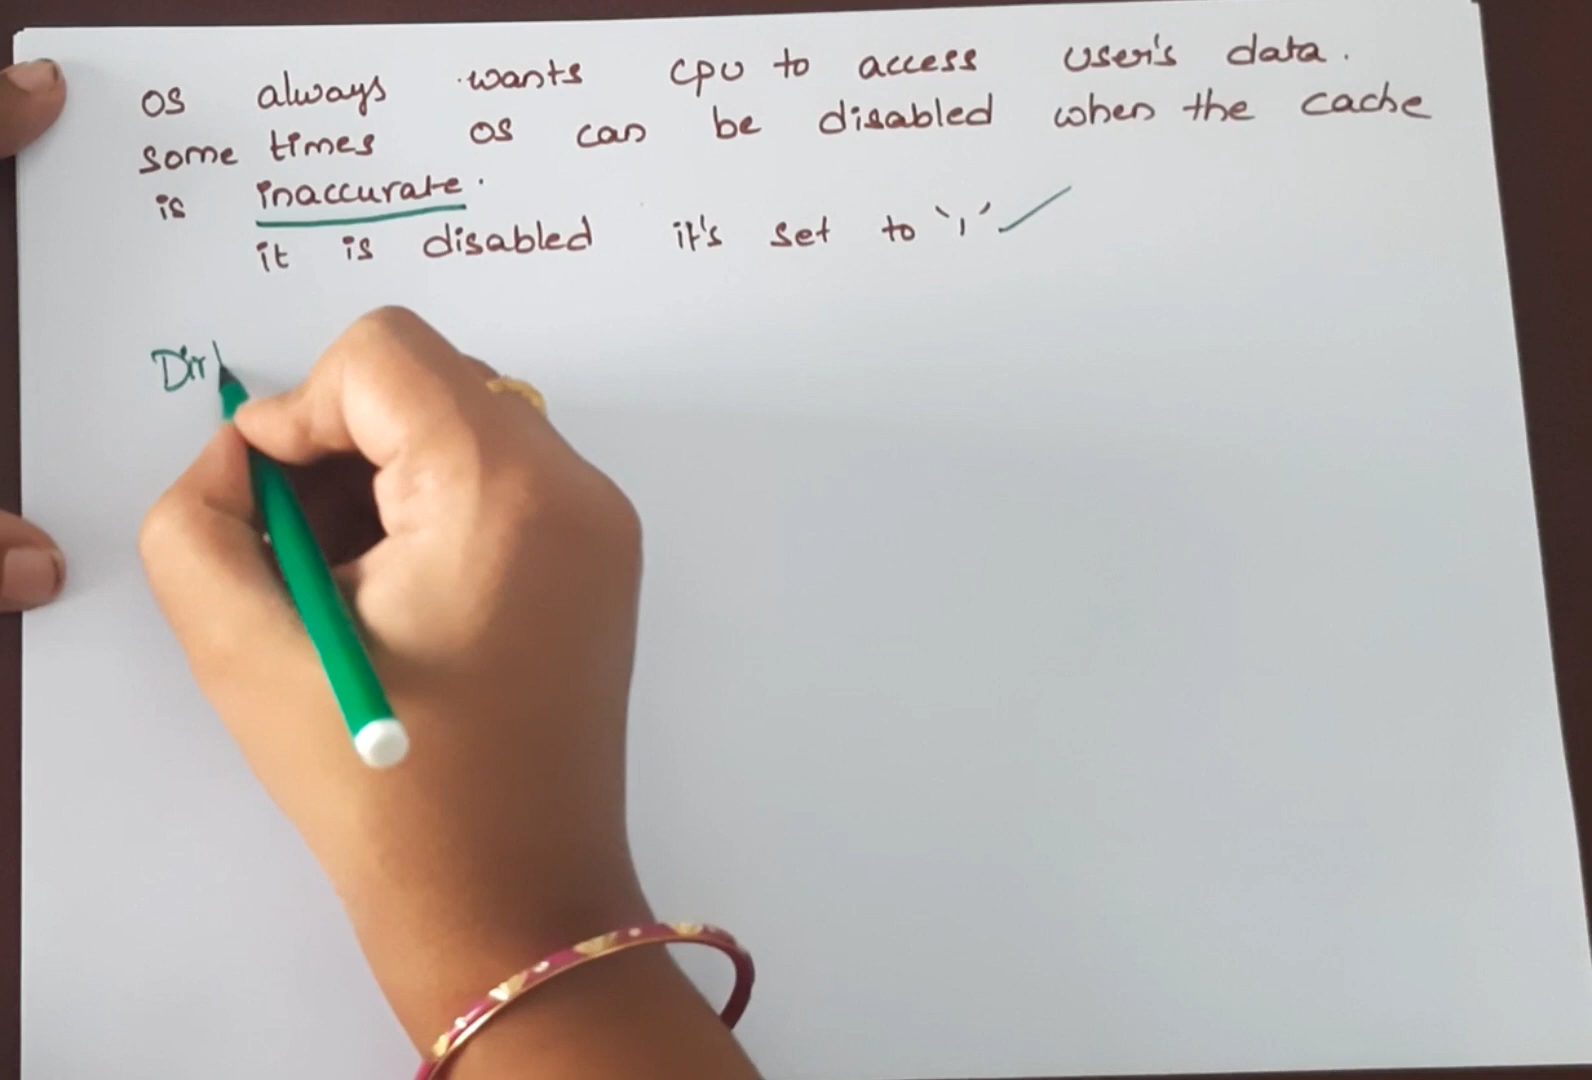 os always wants cpu to access user's data.
some times os can be disabled when the cache
is inaccurate.
it is disabled it's set to '1'
Dir